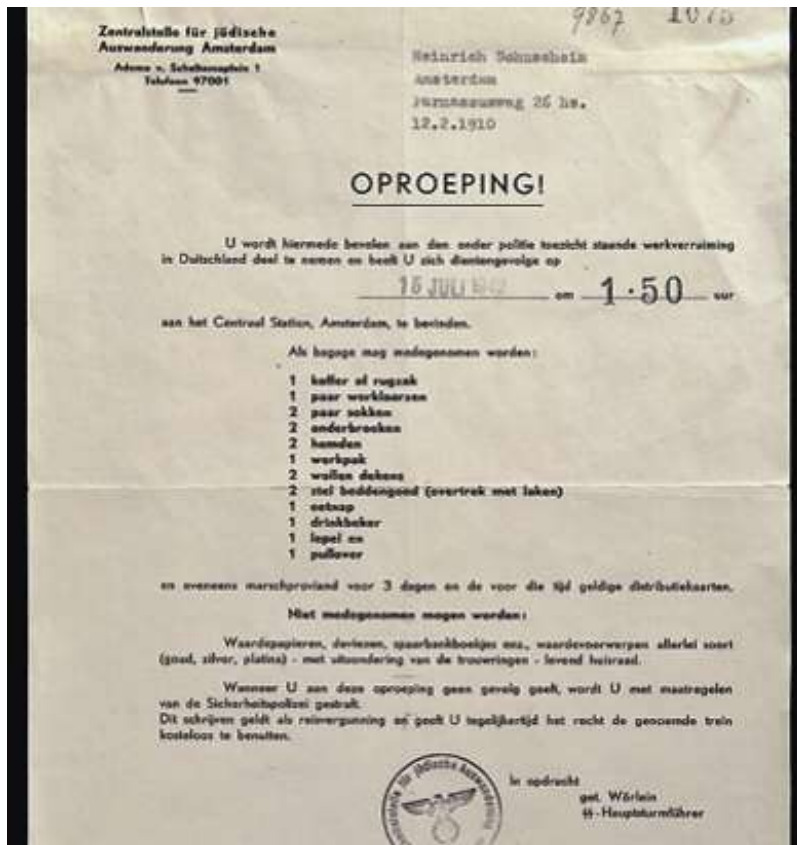 9867 1075
Zentralstelle für jüdische
Auswanderung Amsterdam
Adama v. Scheltemaplein 1
Telefoon 97001
Heinrich
Amsterdam
Parnassusweg 26 hs.
12.2.1910
OPROEPING!
U wordt hiermede bevolen aan den onder politie toezicht staande werkverruiming
in Duitschland deel te nemen en heeft U zich dientengevolge op
15 JULI 1942 om 1.50 uur
aan het Centraal Station, Amsterdam, te bevinden.
Als bagage mag medegenomen worden:
1 koffer of rugzak
1 paar werklaarzen
2 paar sokken
2 onderbroeken
2 hemden
1 werkpak
2 wollen dekens
2 stel beddengoed (overtrek met laken)
1 eetnap
1 drinkbeker
1 lepel en
1 pullover
en eveneens marschproviand voor 3 dagen en de voor die tijd geldige distributiekaarten.
Niet medegenomen mogen worden:
Waardepapieren, deviezen, spaarbankboekjes enz., waardevoorwerpen allerlei soort
(goud, zilver, platina) - met uitzondering van de trouwringen - levend huisraad.
Wanneer U aan deze oproeping geen gevolg geeft, wordt U met maatregelen
van de Sicherheitspolizei gestraft.
Dit schrijven geldt als reisvergunning en geeft U tegelijkertijd het recht de genoemde trein
kosteloos te benutten.
Zentralstelle für jüdische Auswanderung
In opdracht
get. Wörlein
SS-Hauptsturmführer